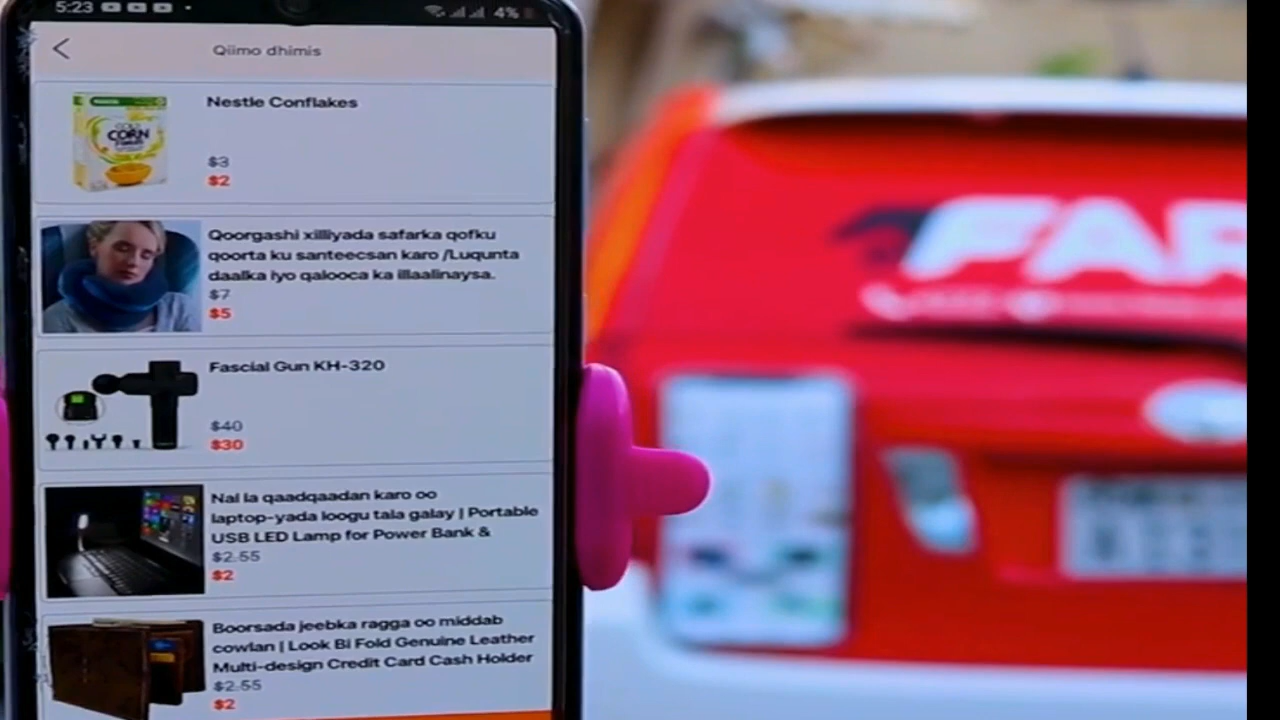 5:23
4%
Qiimo dhimis
CORN
Nestle Conflakes
$3
$2
Qoorgashi xilliyada safarka qofku
qoorta ku santeecsan karo /Luqunta
daalka iyo qalooca ka illaalinaysa.
$7
$5
Fascial Gun KH-320
$40
$30
Nal la qaadqaadan karo oo
laptop-yada loogu tala galay | Portable
USB LED Lamp for Power Bank &
$2.55
$2
Boorsada jeebka ragga oo middab
cowlan | Look Bi Fold Genuine Leather
Multi-design Credit Card Cash Holder
$2.55
$2
FAR